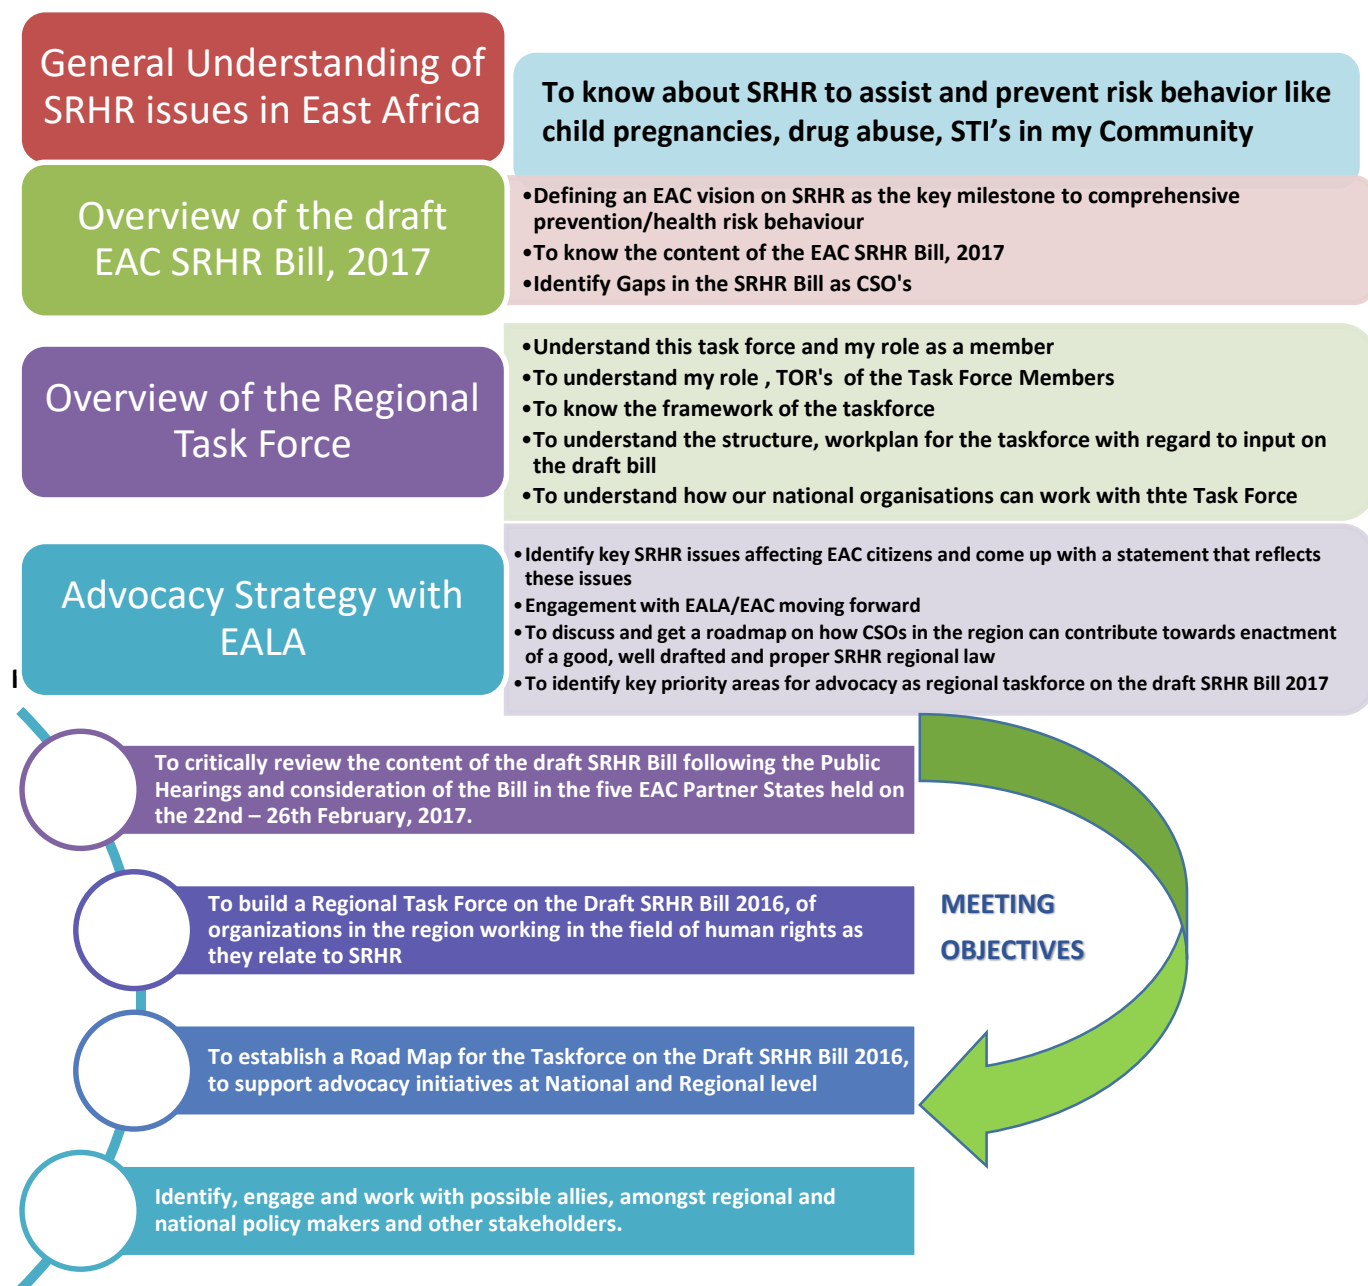 General Understanding of
SRHR issues in East Africa
To know about SRHR to assist and prevent risk behavior like
child pregnancies, drug abuse, STI's in my Community
Overview of the draft
EAC SRHR Bill, 2017
•Defining an EAC vision on SRHR as the key milestone to comprehensive
prevention/health risk behaviour
•To know the content of the EAC SRHR Bill, 2017
•Identify Gaps in the SRHR Bill as CSO's
Overview of the Regional
Task Force
•Understand this task force and my role as a member
•To understand my role , TOR's of the Task Force Members
•To know the framework of the taskforce
•To understand the structure, workplan for the taskforce with regard to input on
the draft bill
•To understand how our national organisations can work with thte Task Force
Advocacy Strategy with
EALA
•Identify key SRHR issues affecting EAC citizens and come up with a statement that reflects
these issues
•Engagement with EALA/EAC moving forward
•To discuss and get a roadmap on how CSOs in the region can contribute towards enactment
of a good, well drafted and proper SRHR regional law
•To identify key priority areas for advocacy as regional taskforce on the draft SRHR Bill 2017
I
To critically review the content of the draft SRHR Bill following the Public
Hearings and consideration of the Bill in the five EAC Partner States held on
the 22nd – 26th February, 2017.
To build a Regional Task Force on the Draft SRHR Bill 2016, of
organizations in the region working in the field of human rights as
they relate to SRHR
MEETING
OBJECTIVES
To establish a Road Map for the Taskforce on the Draft SRHR Bill 2016,
to support advocacy initiatives at National and Regional level
Identify, engage and work with possible allies, amongst regional and
national policy makers and other stakeholders.